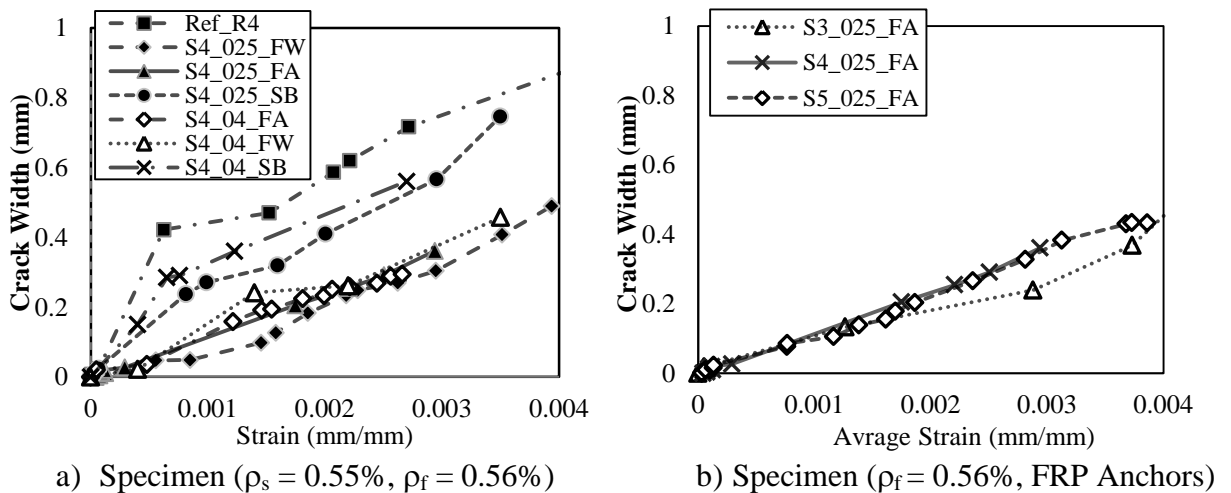 Ref_R4
S4_025_FW
S4_025_FA
S4_025_SB
S4_04_FA
S4_04_FW
S4_04_SB
1
0.8
0.6
0.4
0.2
0
Crack Width (mm)
0 0.001 0.002 0.003 0.004
Strain (mm/mm)
a) Specimen (ρs = 0.55%, ρf = 0.56%)
S3_025_FA
S4_025_FA
S5_025_FA
1
0.8
0.6
0.4
0.2
0
Crack Width (mm)
0 0.001 0.002 0.003 0.004
Avrage Strain (mm/mm)
b) Specimen (ρf = 0.56%, FRP Anchors)